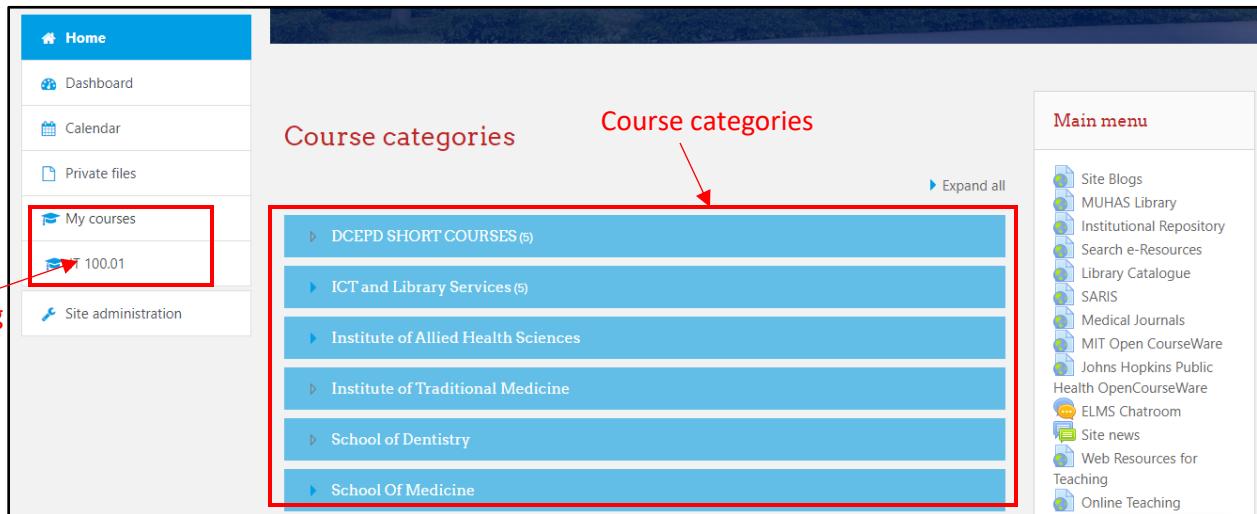 Home
Dashboard
Calendar
Private files
My courses
IT 100.01
g
Site administration
Course categories
Course categories
Expand all
DCEPD SHORT COURSES (5)
ICT and Library Services (5)
Institute of Allied Health Sciences
Institute of Traditional Medicine
School of Dentistry
School Of Medicine
Main menu
Site Blogs
MUHAS Library
Institutional Repository
Search e-Resources
Library Catalogue
SARIS
Medical Journals
MIT Open CourseWare
Johns Hopkins Public
Health OpenCourseWare
ELMS Chatroom
Site news
Web Resources for
Teaching
Online Teaching